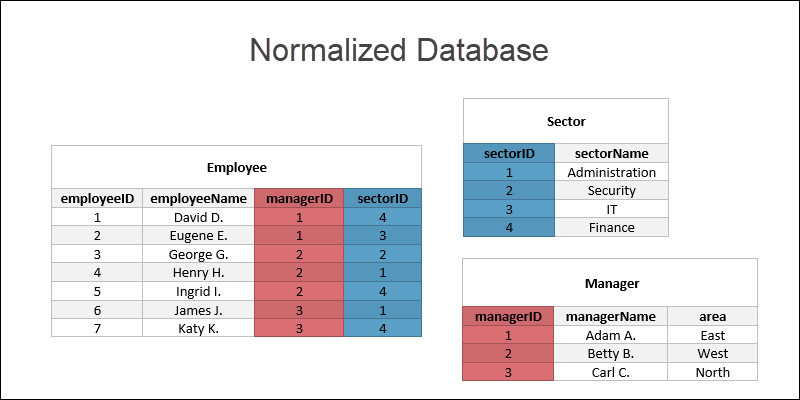 Normalized Database
Employee
employeeID employeeName managerID sectorID
1 David D. 1 4
2 Eugene E. 1 3
3 George G. 2 2
4 Henry H. 2 1
5 Ingrid I. 2 4
6 James J. 3 1
7 Katy K. 3 4
Sector
sectorID sectorName
1 Administration
2 Security
3 IT
4 Finance
Manager
managerID managerName area
1 Adam A. East
2 Betty B. West
3 Carl C. North